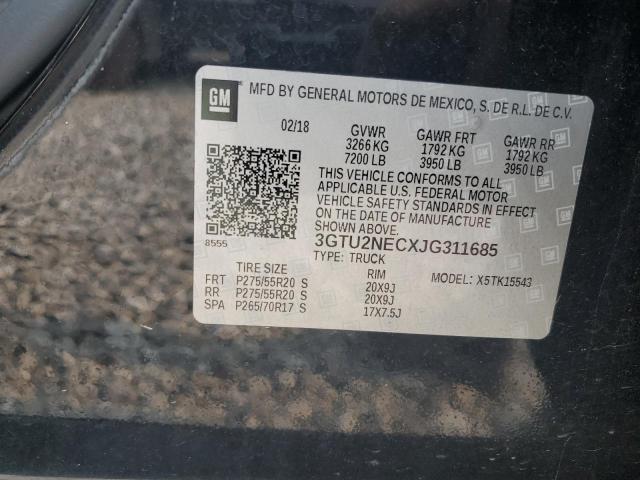 GM
MFD BY GENERAL MOTORS DE MEXICO, S. DE R.L. DE C.V.
02/18 GVWR GAWR FRT GAWR RR
3266 KG 1792 KG 1792 KG
7200 LB 3950 LB 3950 LB
THIS VEHICLE CONFORMS TO ALL
APPLICABLE U.S. FEDERAL MOTOR
VEHICLE SAFETY STANDARDS IN EFFECT
ON THE DATE OF MANUFACTURE
SHOWN ABOVE.
8555 3GTU2NECXJG311685
TYPE: TRUCK
TIRE SIZE RIM MODEL: X5TK15543
FRT P275/55R20 S 20X9J
RR P275/55R20 S 20X9J
SPA P265/70R17 S 17X7.5J